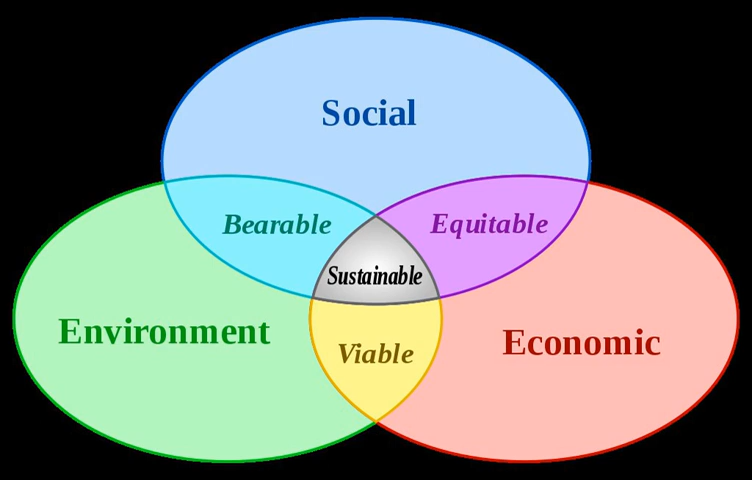 Social
Bearable
Equitable
Sustainable
Environment
Economic
Viable